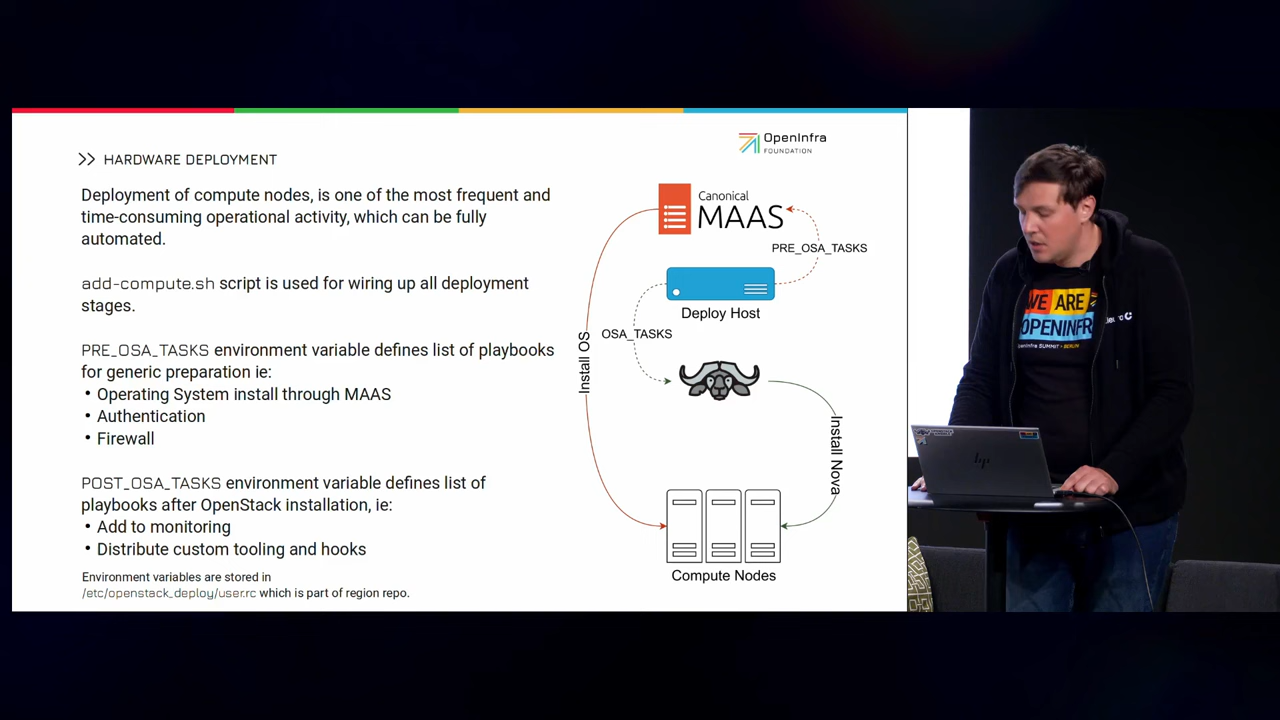 OpenInfra
FOUNDATION
HARDWARE DEPLOYMENT
Deployment of compute nodes, is one of the most frequent and
time-consuming operational activity, which can be fully
automated.
add-compute.sh script is used for wiring up all deployment
stages.
PRE_OSA_TASKS environment variable defines list of playbooks
for generic preparation ie:
• Operating System install through MAAS
• Authentication
• Firewall
POST_OSA_TASKS environment variable defines list of
playbooks after OpenStack installation, ie:
• Add to monitoring
• Distribute custom tooling and hooks
Environment variables are stored in
/etc/openstack_deploy/user.rc which is part of region repo.
Canonical
MAAS
PRE_OSA_TASKS
Deploy Host
OSA_TASKS
Install OS
Install Nova
Compute Nodes
WE ARE
OPENINFR
OPENINFRA SUMMIT • BERLIN
hp